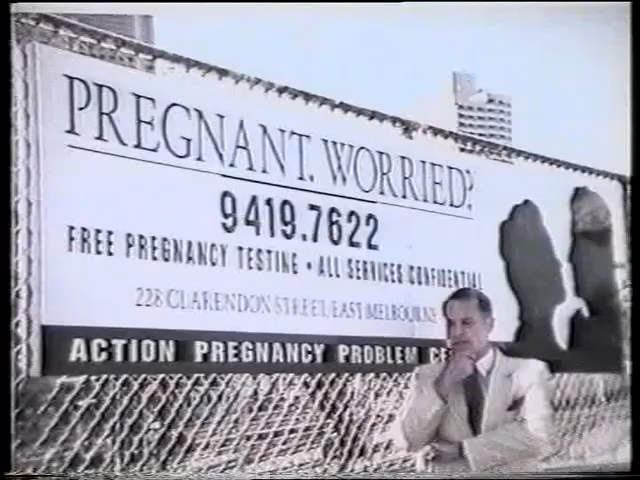 PREGNANT. WORRIED?
9419.7622
FREE PREGNANCY TESTING • ALL SERVICES CONFIDENTIAL
228 CLARENDON STREET, EAST MELBOURNE
ACTION PREGNANCY PROBLEM